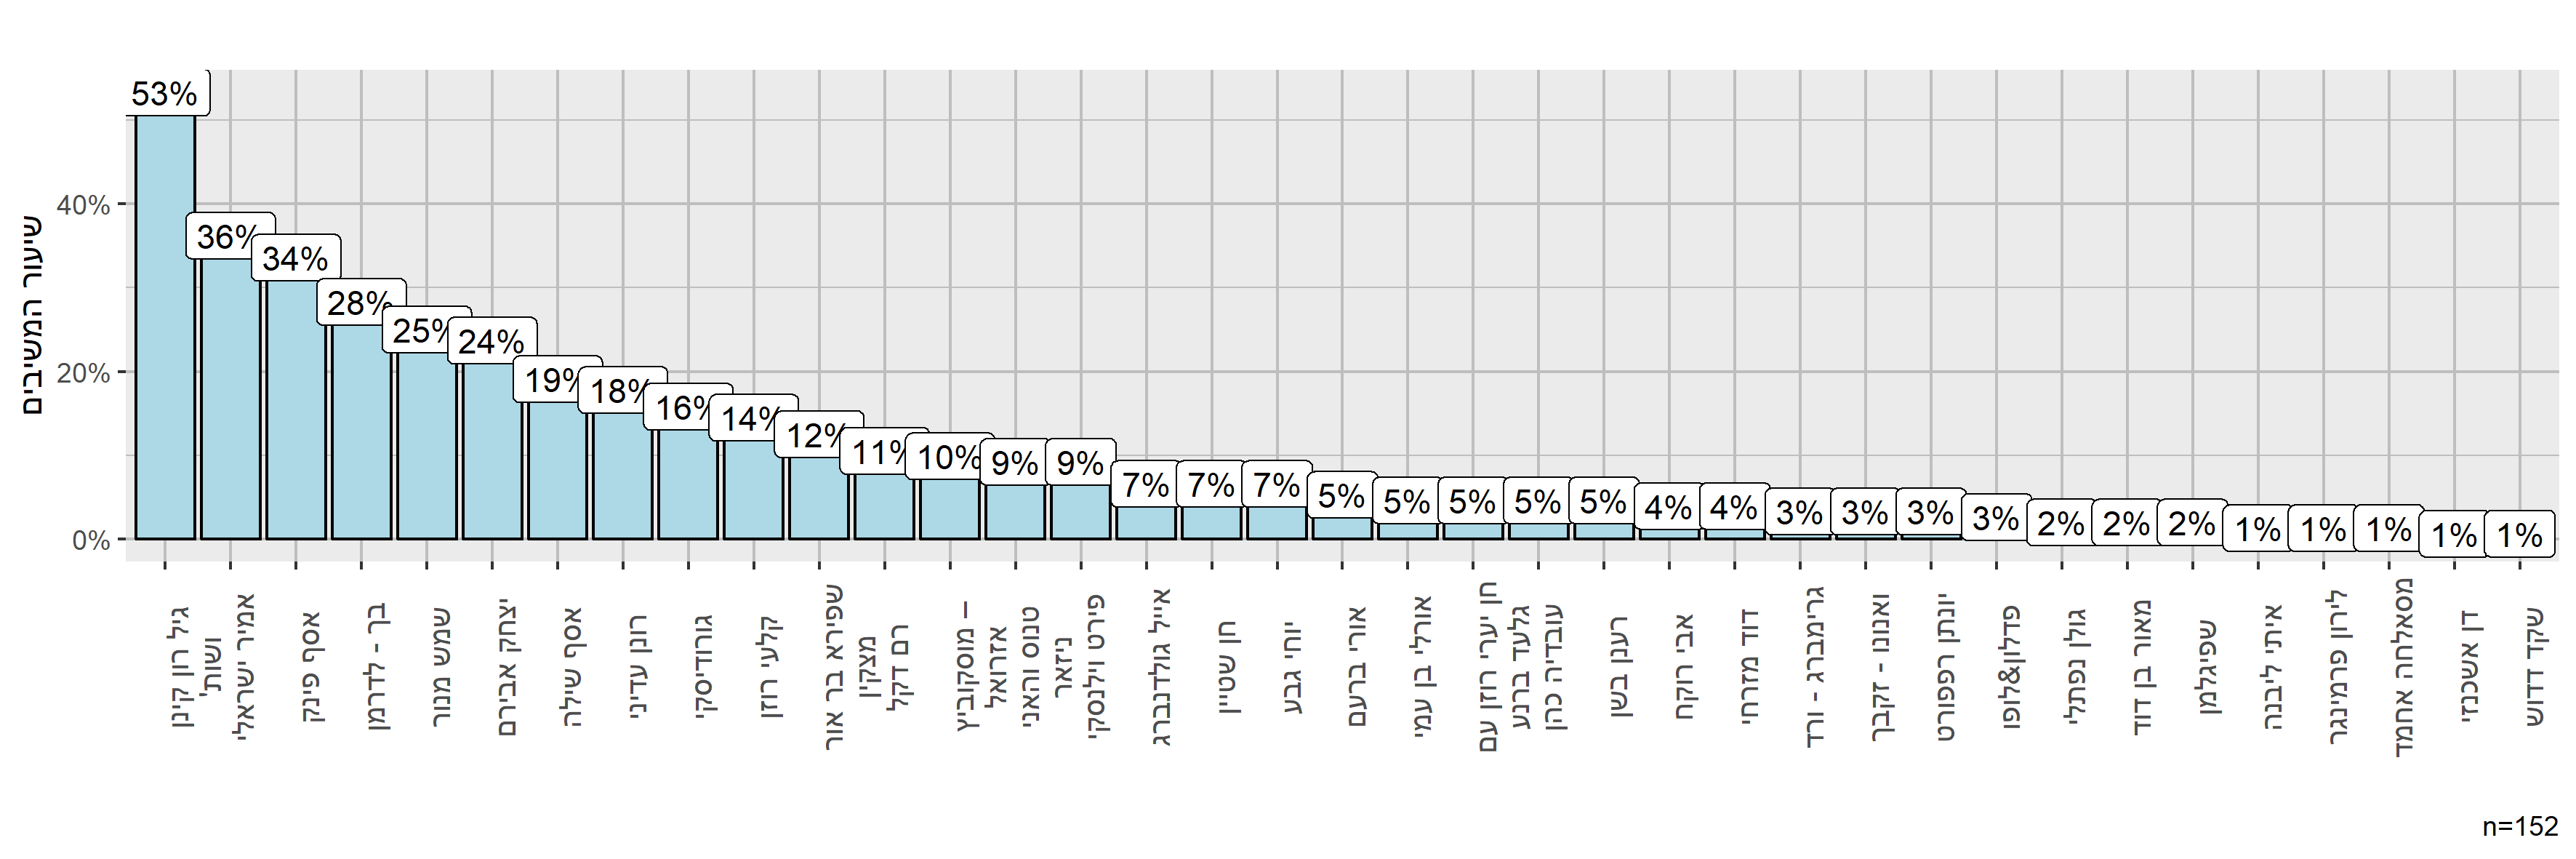 שיעור המשיבים
40%
20%
0%
53%
36%
34%
28%
25%
24%
19%
18%
16%
14%
12%
11%
10%
9%
9%
7%
7%
7%
5%
5%
5%
5%
5%
4%
4%
3%
3%
3%
3%
2%
2%
2%
1%
1%
1%
1%
1%
גיל רון קינן
ושות'
אמיר ישראלי
אסף פינק
בך - לדרמן
שמש מנור
יצחק אבירם
אסף שילה
רונן עדיני
גורודיסקי
קלעי רוזן
שפירא בר אור
מצקין
רם דקל
– מוסקוביץ
אזרואל
טנוס והאני
ניזאר
פירט וילנסקי
אייל גולדנברג
חן שטיין
יוחי גבע
אורי ברעם
אורלי בן עמי
חן יערי רוזן עם
גלעד ברנע
עובדיה כהן
רענן בשן
אבי רוקח
דוד מזרחי
גרימברג - ורד
ואנונו - זקבך
יונתן רפפורט
פדלון&לופו
גולן נפתלי
מאור בן דוד
שפיגלמן
איתי ליבנה
לירון פרמינגר
מסאלחה אחמד
דן אשכנזי
שקד דדוש
n=152